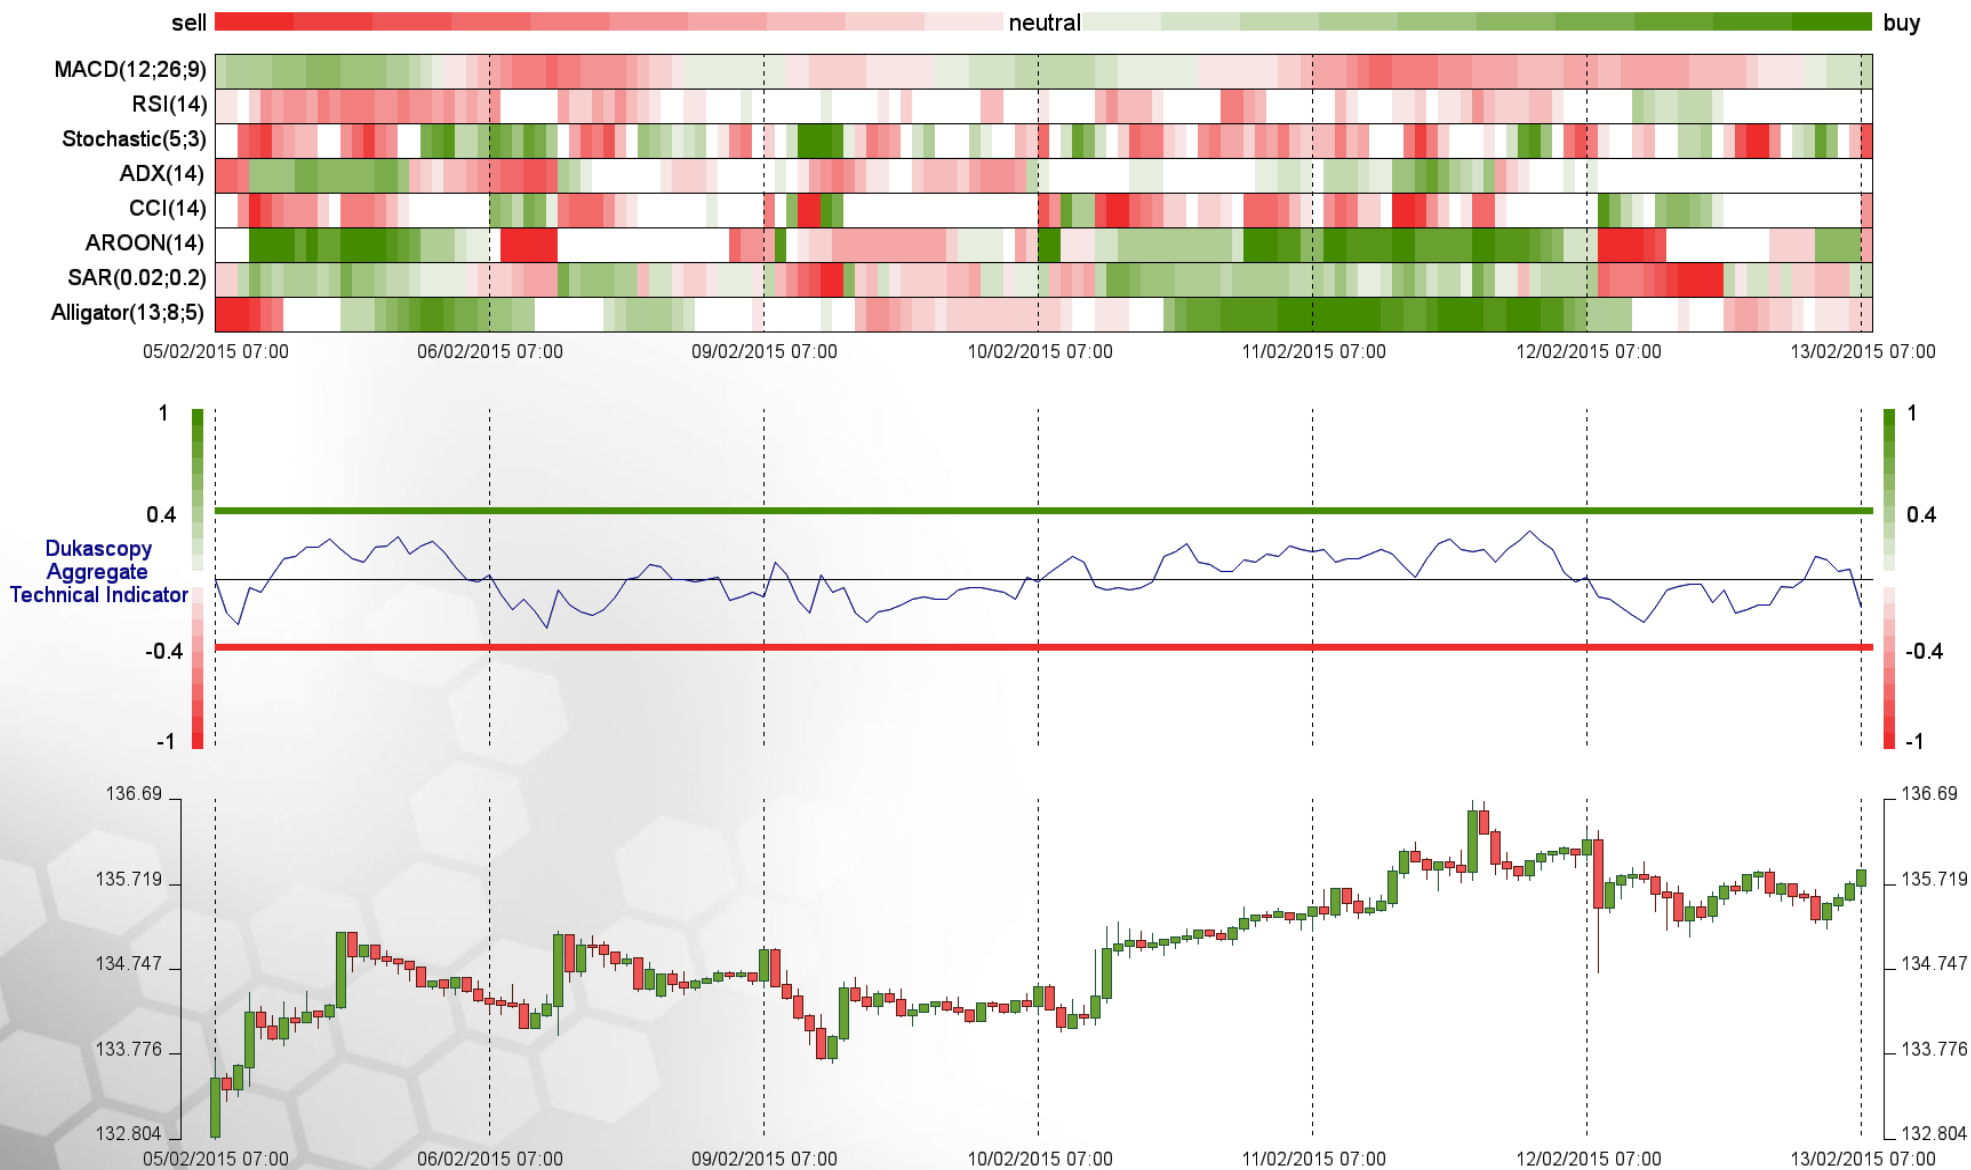 sell neutral buy
MACD(12;26;9)
RSI(14)
Stochastic(5;3)
ADX(14)
CCI(14)
AROON(14)
SAR(0.02;0.2)
Alligator(13;8;5)
05/02/2015 07:00 06/02/2015 07:00 09/02/2015 07:00 10/02/2015 07:00 11/02/2015 07:00 12/02/2015 07:00 13/02/2015 07:00
1 1
0.4 0.4
Dukascopy
Aggregate
Technical Indicator
-0.4 -0.4
-1 -1
136.69 136.69
135.719 135.719
134.747 134.747
133.776 133.776
132.804 132.804
05/02/2015 07:00 06/02/2015 07:00 09/02/2015 07:00 10/02/2015 07:00 11/02/2015 07:00 12/02/2015 07:00 13/02/2015 07:00